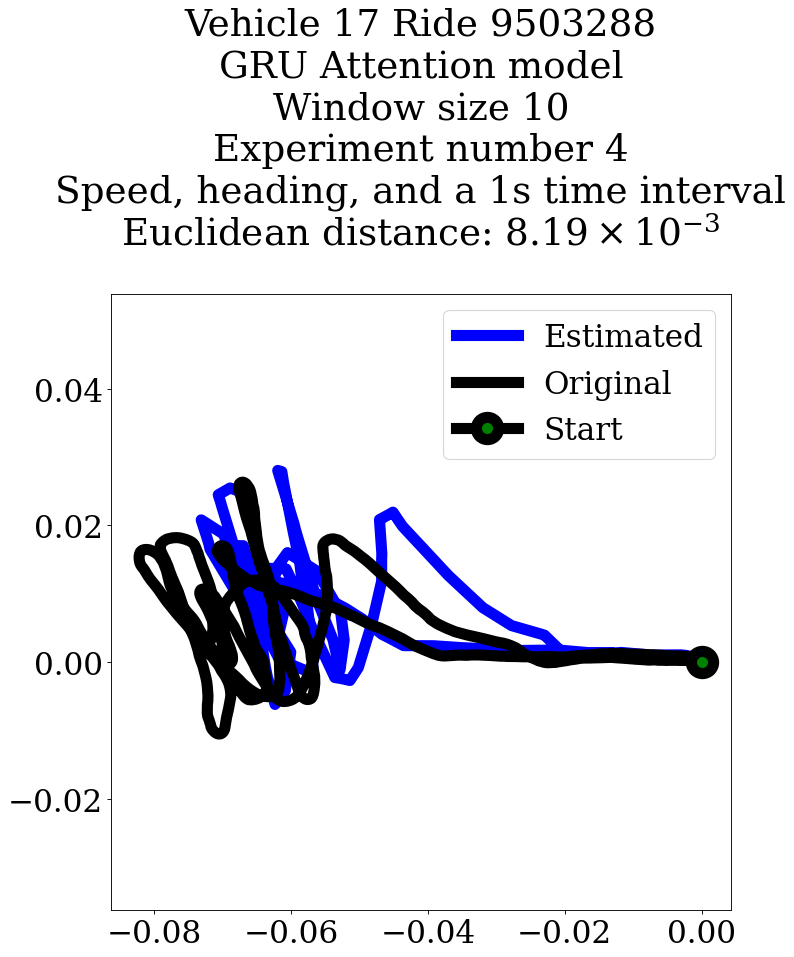 Vehicle 17 Ride 9503288
GRU Attention model
Window size 10
Experiment number 4
Speed, heading, and a 1s time interval
Euclidean distance: 8.19 × 10⁻³
Estimated
Original
Start
0.04
0.02
0.00
−0.02
−0.08 −0.06 −0.04 −0.02 0.00